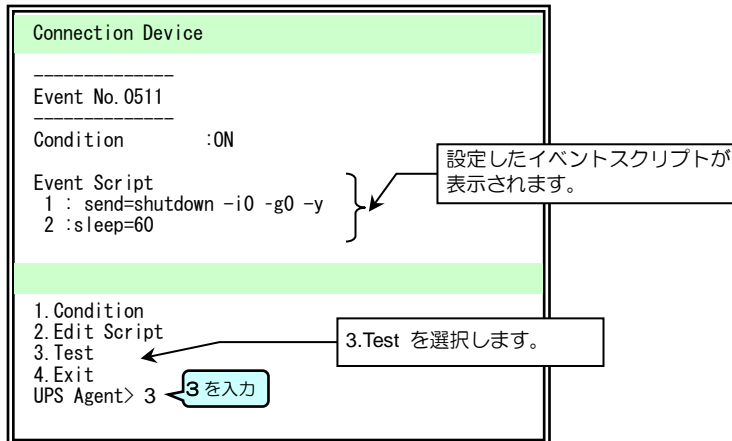 Connection Device
--------------
Event No.0511
--------------
Condition :ON
設定したイベントスクリプトが
表示されます。
Event Script
1 : send=shutdown –i0 -g0 –y
2 :sleep=60
1.Condition
2.Edit Script
3.Test
3.Test を選択します。
4.Exit
UPS Agent> 3
3 を入力